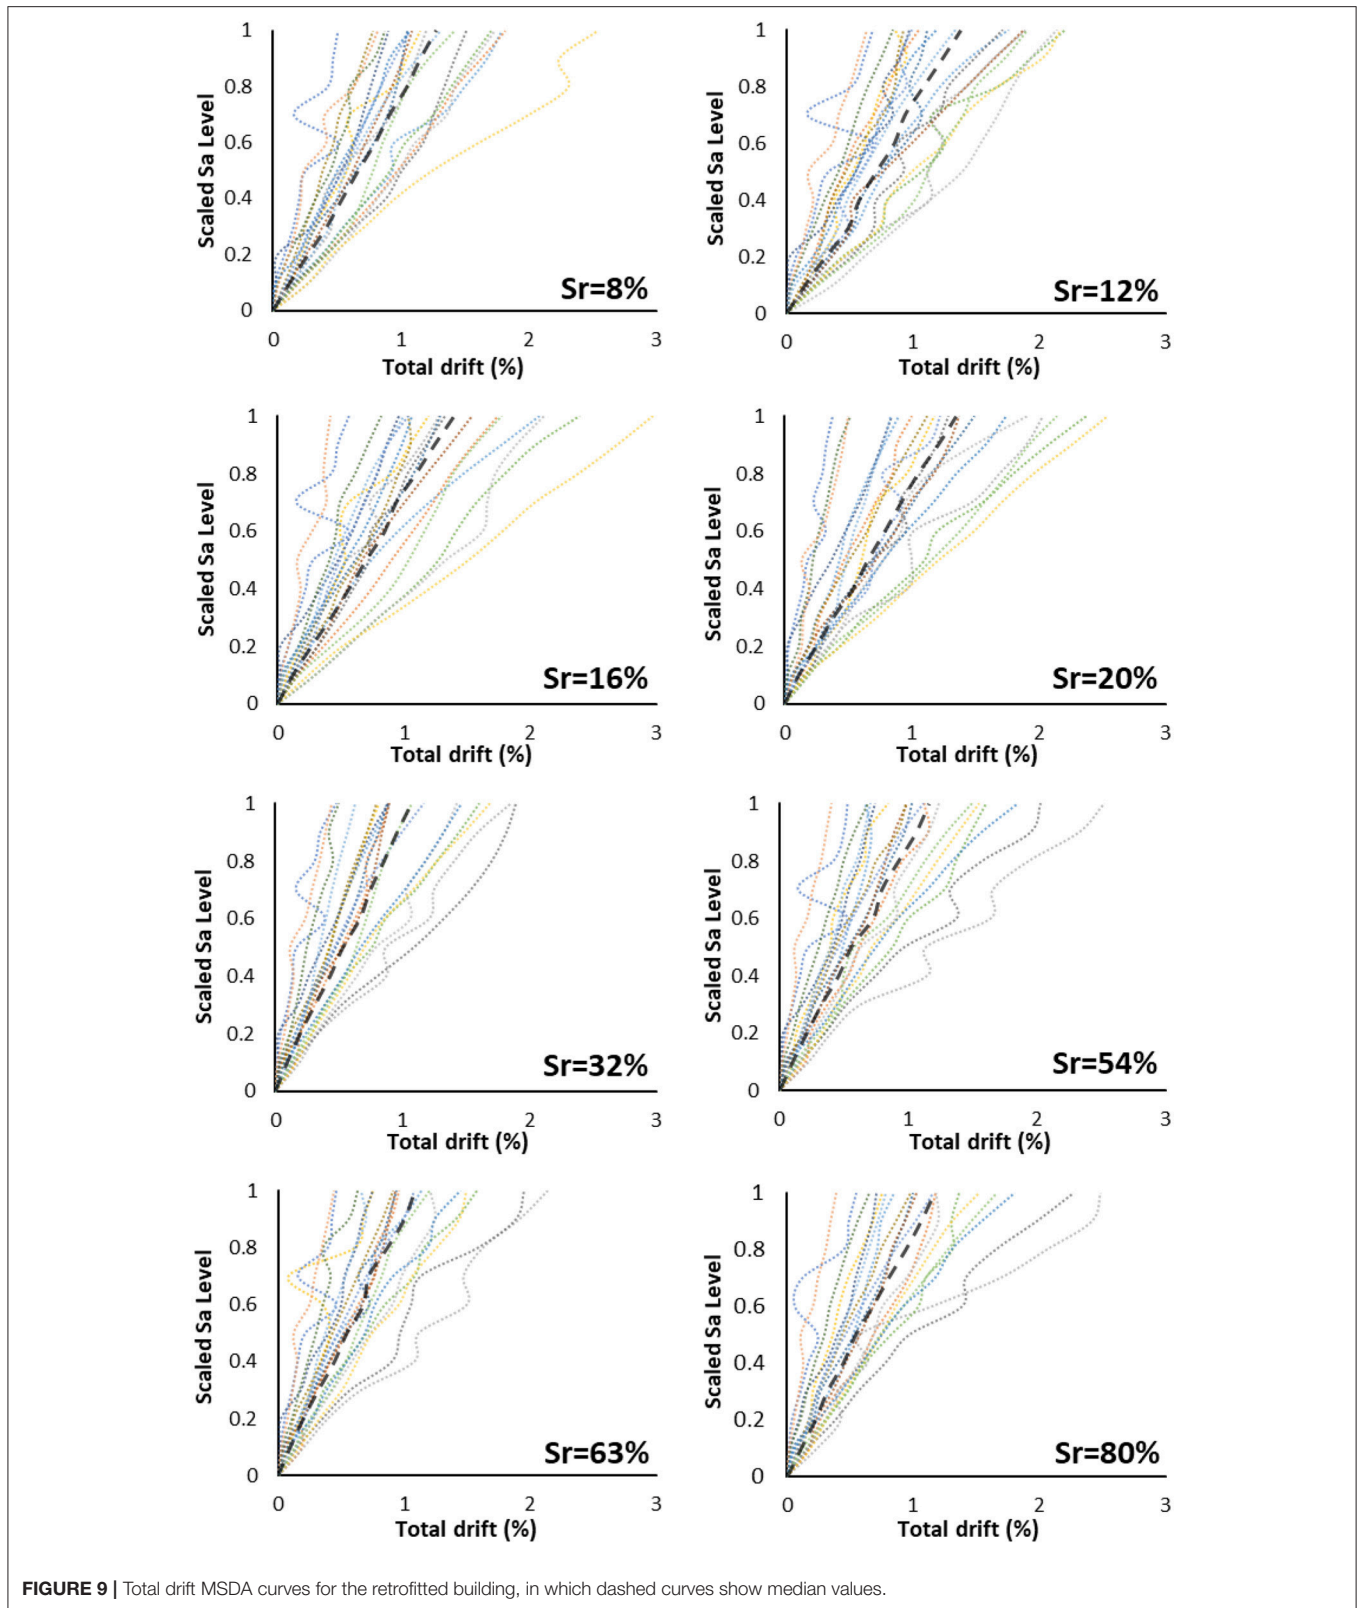 1
0.8
0.6
0.4
0.2
0
Scaled Sa Level
Sr=8%
0 1 2 3
Total drift (%)
1
0.8
0.6
0.4
0.2
0
Scaled Sa Level
Sr=12%
0 1 2 3
Total drift (%)
1
0.8
0.6
0.4
0.2
0
Scaled Sa Level
Sr=16%
0 1 2 3
Total drift (%)
1
0.8
0.6
0.4
0.2
0
Scaled Sa Level
Sr=20%
0 1 2 3
Total drift (%)
1
0.8
0.6
0.4
0.2
0
Scaled Sa Level
Sr=32%
0 1 2 3
Total drift (%)
1
0.8
0.6
0.4
0.2
0
Scaled Sa Level
Sr=54%
0 1 2 3
Total drift (%)
1
0.8
0.6
0.4
0.2
0
Scaled Sa Level
Sr=63%
0 1 2 3
Total drift (%)
1
0.8
0.6
0.4
0.2
0
Scaled Sa Level
Sr=80%
0 1 2 3
Total drift (%)
FIGURE 9 | Total drift MSDA curves for the retrofitted building, in which dashed curves show median values.